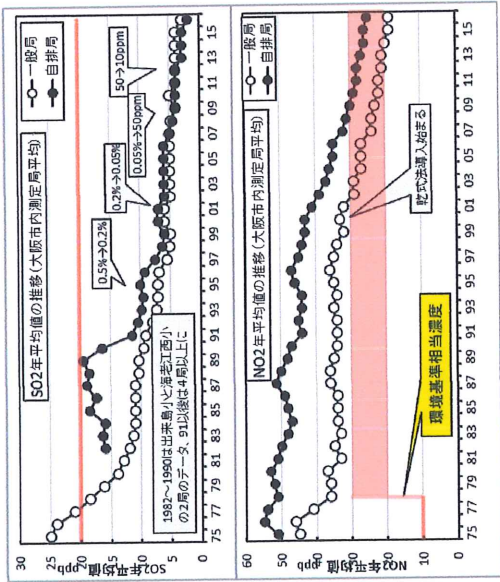 SO2年平均値の推移(大阪市内測定局平均)
一般局
自排局
SO2年平均値, ppb
25
20
15
10
5
0
0.5%→0.2%
0.2%→0.05%
0.05%→50ppm
50→10ppm
1982~1990は出来島小と海老江西小
の2局のデータ、91以後は4局以上に
75 77 79 81 83 85 87 89 91 93 95 97 99 01 03 05 07 09 11 13 15
NO2年平均値の推移(大阪市内測定局平均)
一般局
自排局
NO2年平均値, ppb
60
50
40
30
20
10
0
乾式法導入始まる
環境基準相当濃度
75 77 79 81 83 85 87 89 91 93 95 97 99 01 03 05 07 09 11 13 15